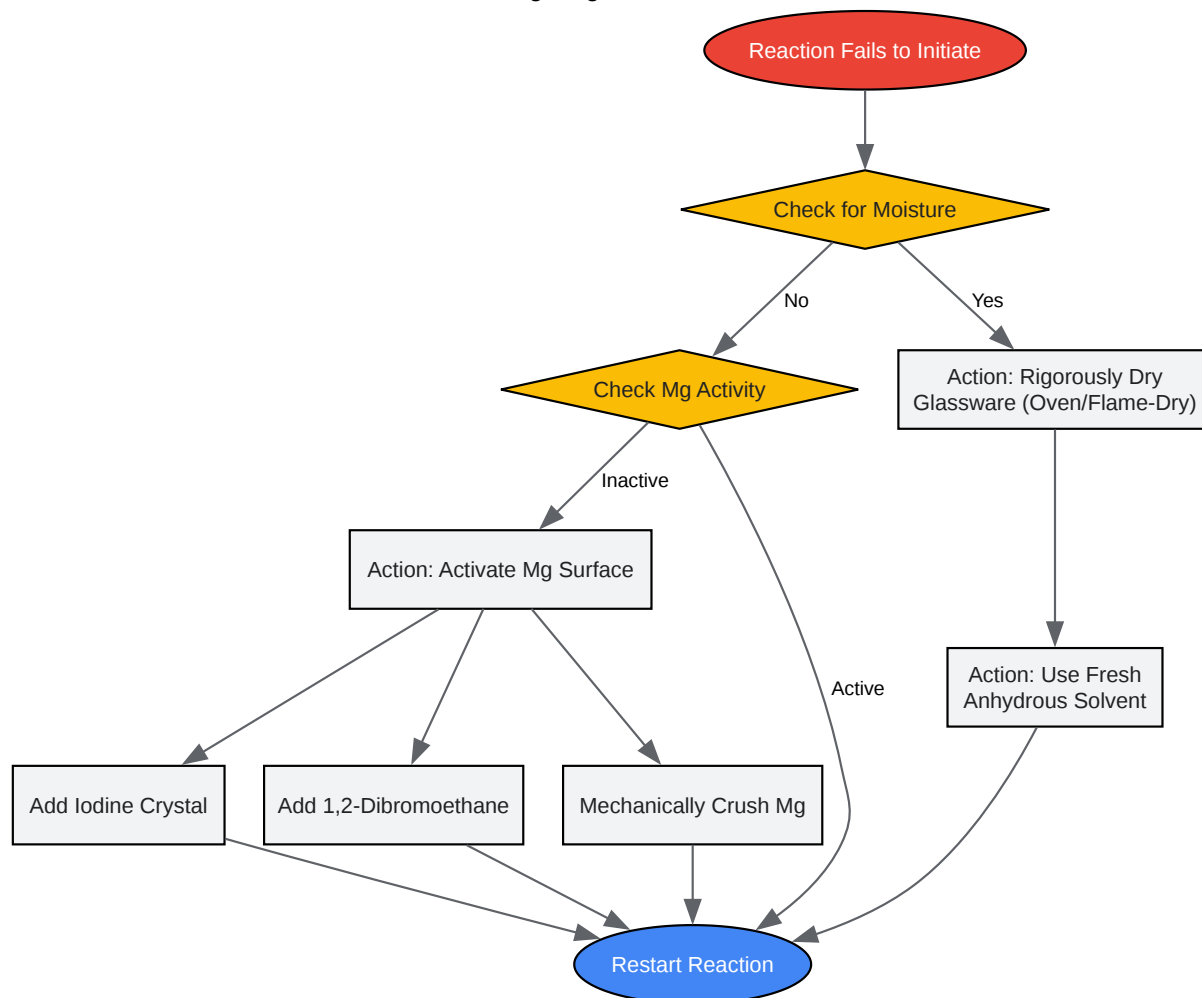 Reaction Fails to Initiate
Check for Moisture
No
Yes
Check Mg Activity
Action: Rigorously Dry
Glassware (Oven/Flame-Dry)
Inactive
Action: Activate Mg Surface
Active
Action: Use Fresh
Anhydrous Solvent
Add Iodine Crystal
Add 1,2-Dibromoethane
Mechanically Crush Mg
Restart Reaction